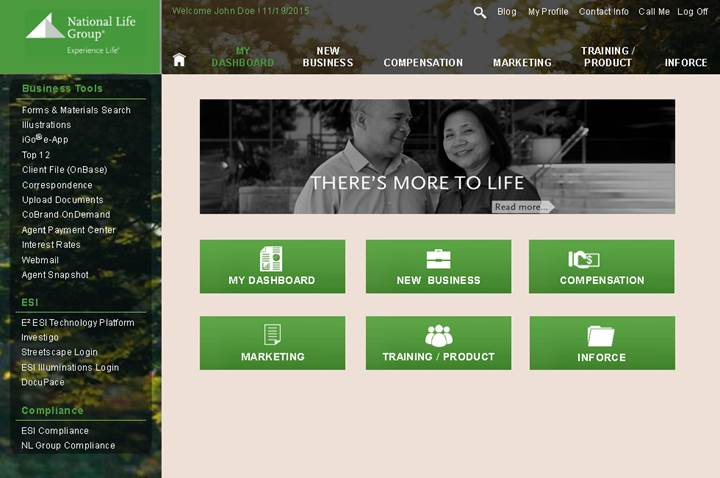 National Life
Group®
Experience Life®
Welcome John Doe ! 11/19/2015
Blog My Profile Contact Info Call Me Log Off
MY
DASHBOARD
NEW
BUSINESS
COMPENSATION
MARKETING
TRAINING /
PRODUCT
INFORCE
Business Tools
Forms & Materials Search
Illustrations
iGo® e-App
Top 12
Client File (OnBase)
Correspondence
Upload Documents
CoBrand OnDemand
Agent Payment Center
Interest Rates
Webmail
Agent Snapshot
ESI
E² ESI Technology Platform
Investigo
Streetscape Login
ESI Illuminations Login
DocuPace
Compliance
ESI Compliance
NL Group Compliance
THERE'S MORE TO LIFE
Read more...
MY DASHBOARD
NEW BUSINESS
$
COMPENSATION
MARKETING
TRAINING / PRODUCT
INFORCE